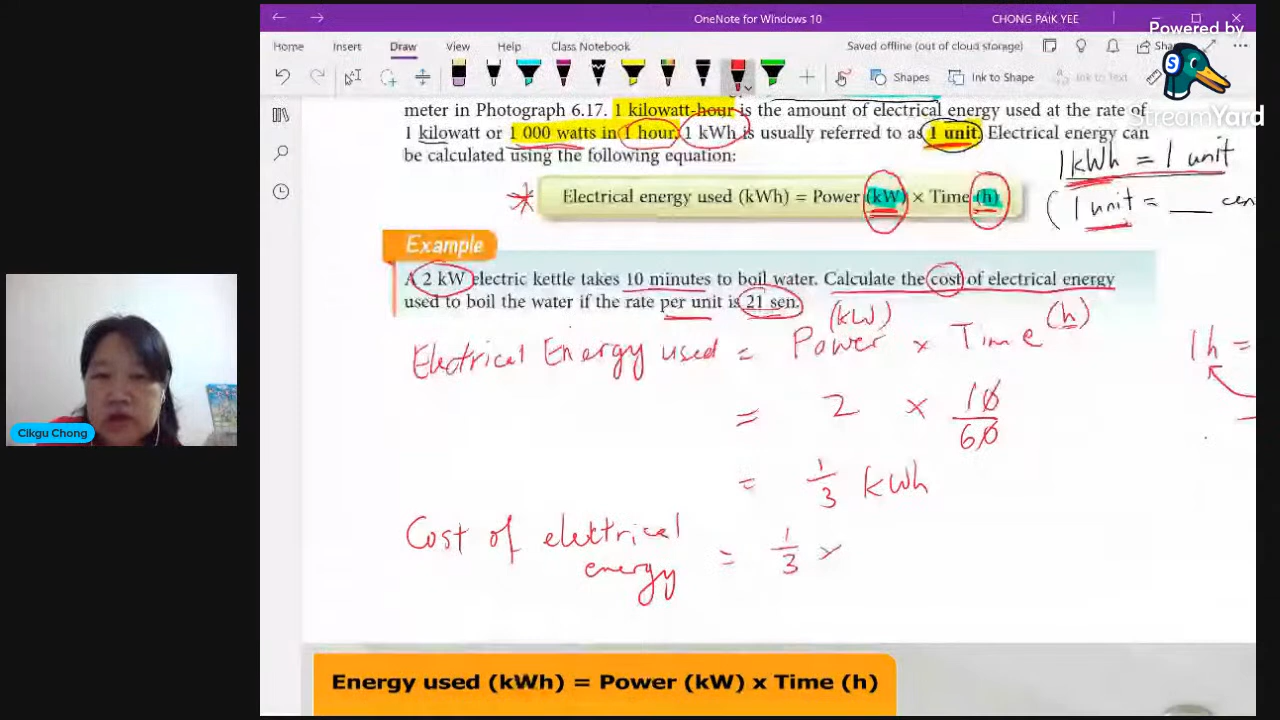 OneNote for Windows 10
CHONG PAIK YEE
Powered by
StreamYard
Home Insert Draw View Help Class Notebook
Saved offline (out of cloud storage)
Shapes Ink to Shape Ink to Text
meter in Photograph 6.17. 1 kilowatt-hour is the amount of electrical energy used at the rate of
1 kilowatt or 1 000 watts in 1 hour. 1 kWh is usually referred to as 1 unit. Electrical energy can
be calculated using the following equation:
1 kWh = 1 unit
Electrical energy used (kWh) = Power (kW) × Time (h)
( 1 unit = __ cen
Example
A 2 kW electric kettle takes 10 minutes to boil water. Calculate the cost of electrical energy
used to boil the water if the rate per unit is 21 sen.
(kW) (h)
Electrical Energy used = Power × Time
1h =
= 2 × 10/60
= 1/3 kWh
Cost of electrical
energy = 1/3 ×
Cikgu Chong
Energy used (kWh) = Power (kW) x Time (h)